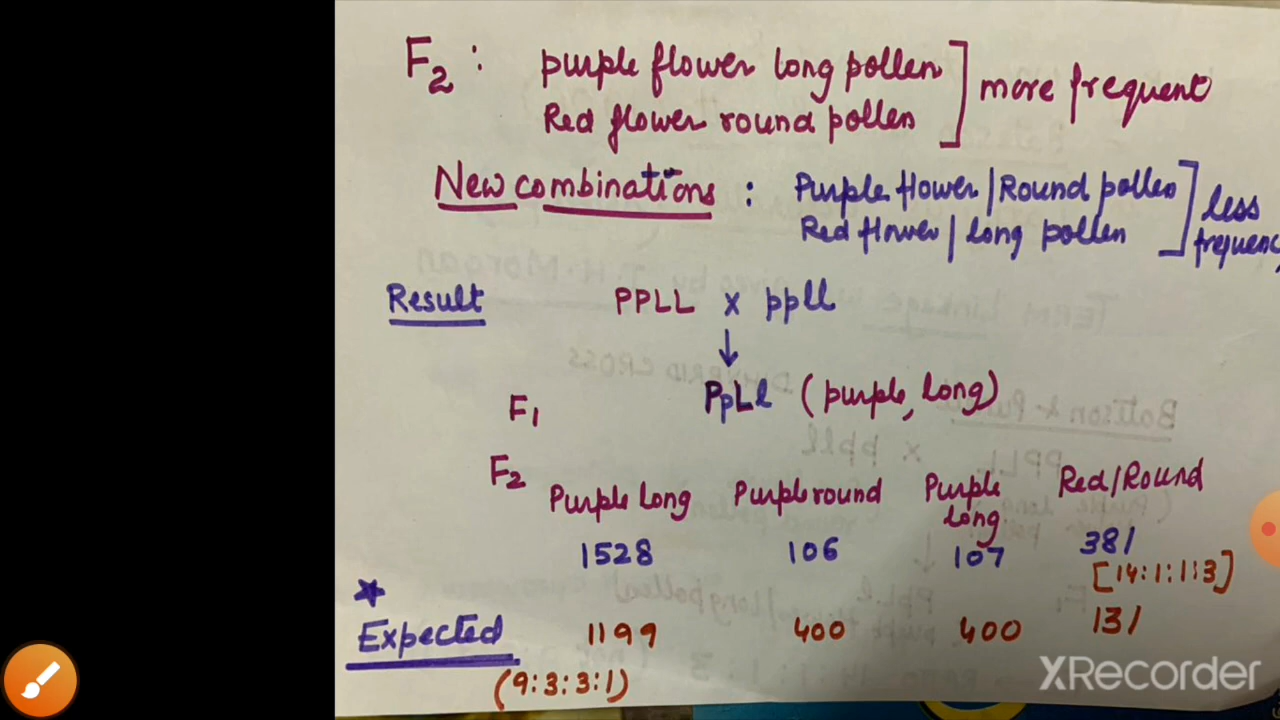 F2 : purple flower long pollen
Red flower round pollen
more frequent
New combinations : Purple flower | Round pollen
Red flower | long pollen
less
frequenc
Result PPLL x ppll
↓
F1 PpLl (purple, long)
F2
Purple long Purple round Purple long Red/Round
1528 106 107 381
[14:1:1:3]
Expected 1199 400 400 131
(9:3:3:1)
XRecorder